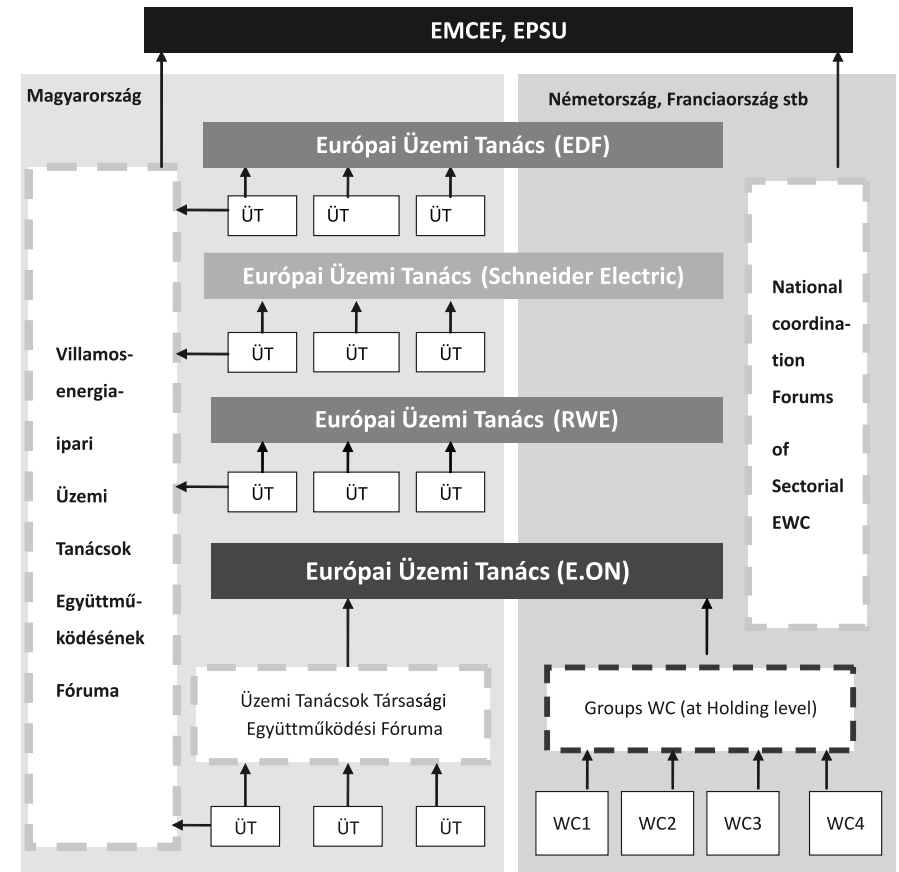 EMCEF, EPSU
Magyarország
Németország, Franciaország stb
Európai Üzemi Tanács (EDF)
ÜT
ÜT
ÜT
Európai Üzemi Tanács (Schneider Electric)
ÜT
ÜT
ÜT
Európai Üzemi Tanács (RWE)
ÜT
ÜT
ÜT
Európai Üzemi Tanács (E.ON)
Villamos-
energia-
ipari
Üzemi
Tanácsok
Együttmű-
ködésének
Fóruma
National
coordina-
tion
Forums
of
Sectorial
EWC
Üzemi Tanácsok Társasági
Együttműködési Fóruma
Groups WC (at Holding level)
ÜT
ÜT
ÜT
WC1
WC2
WC3
WC4